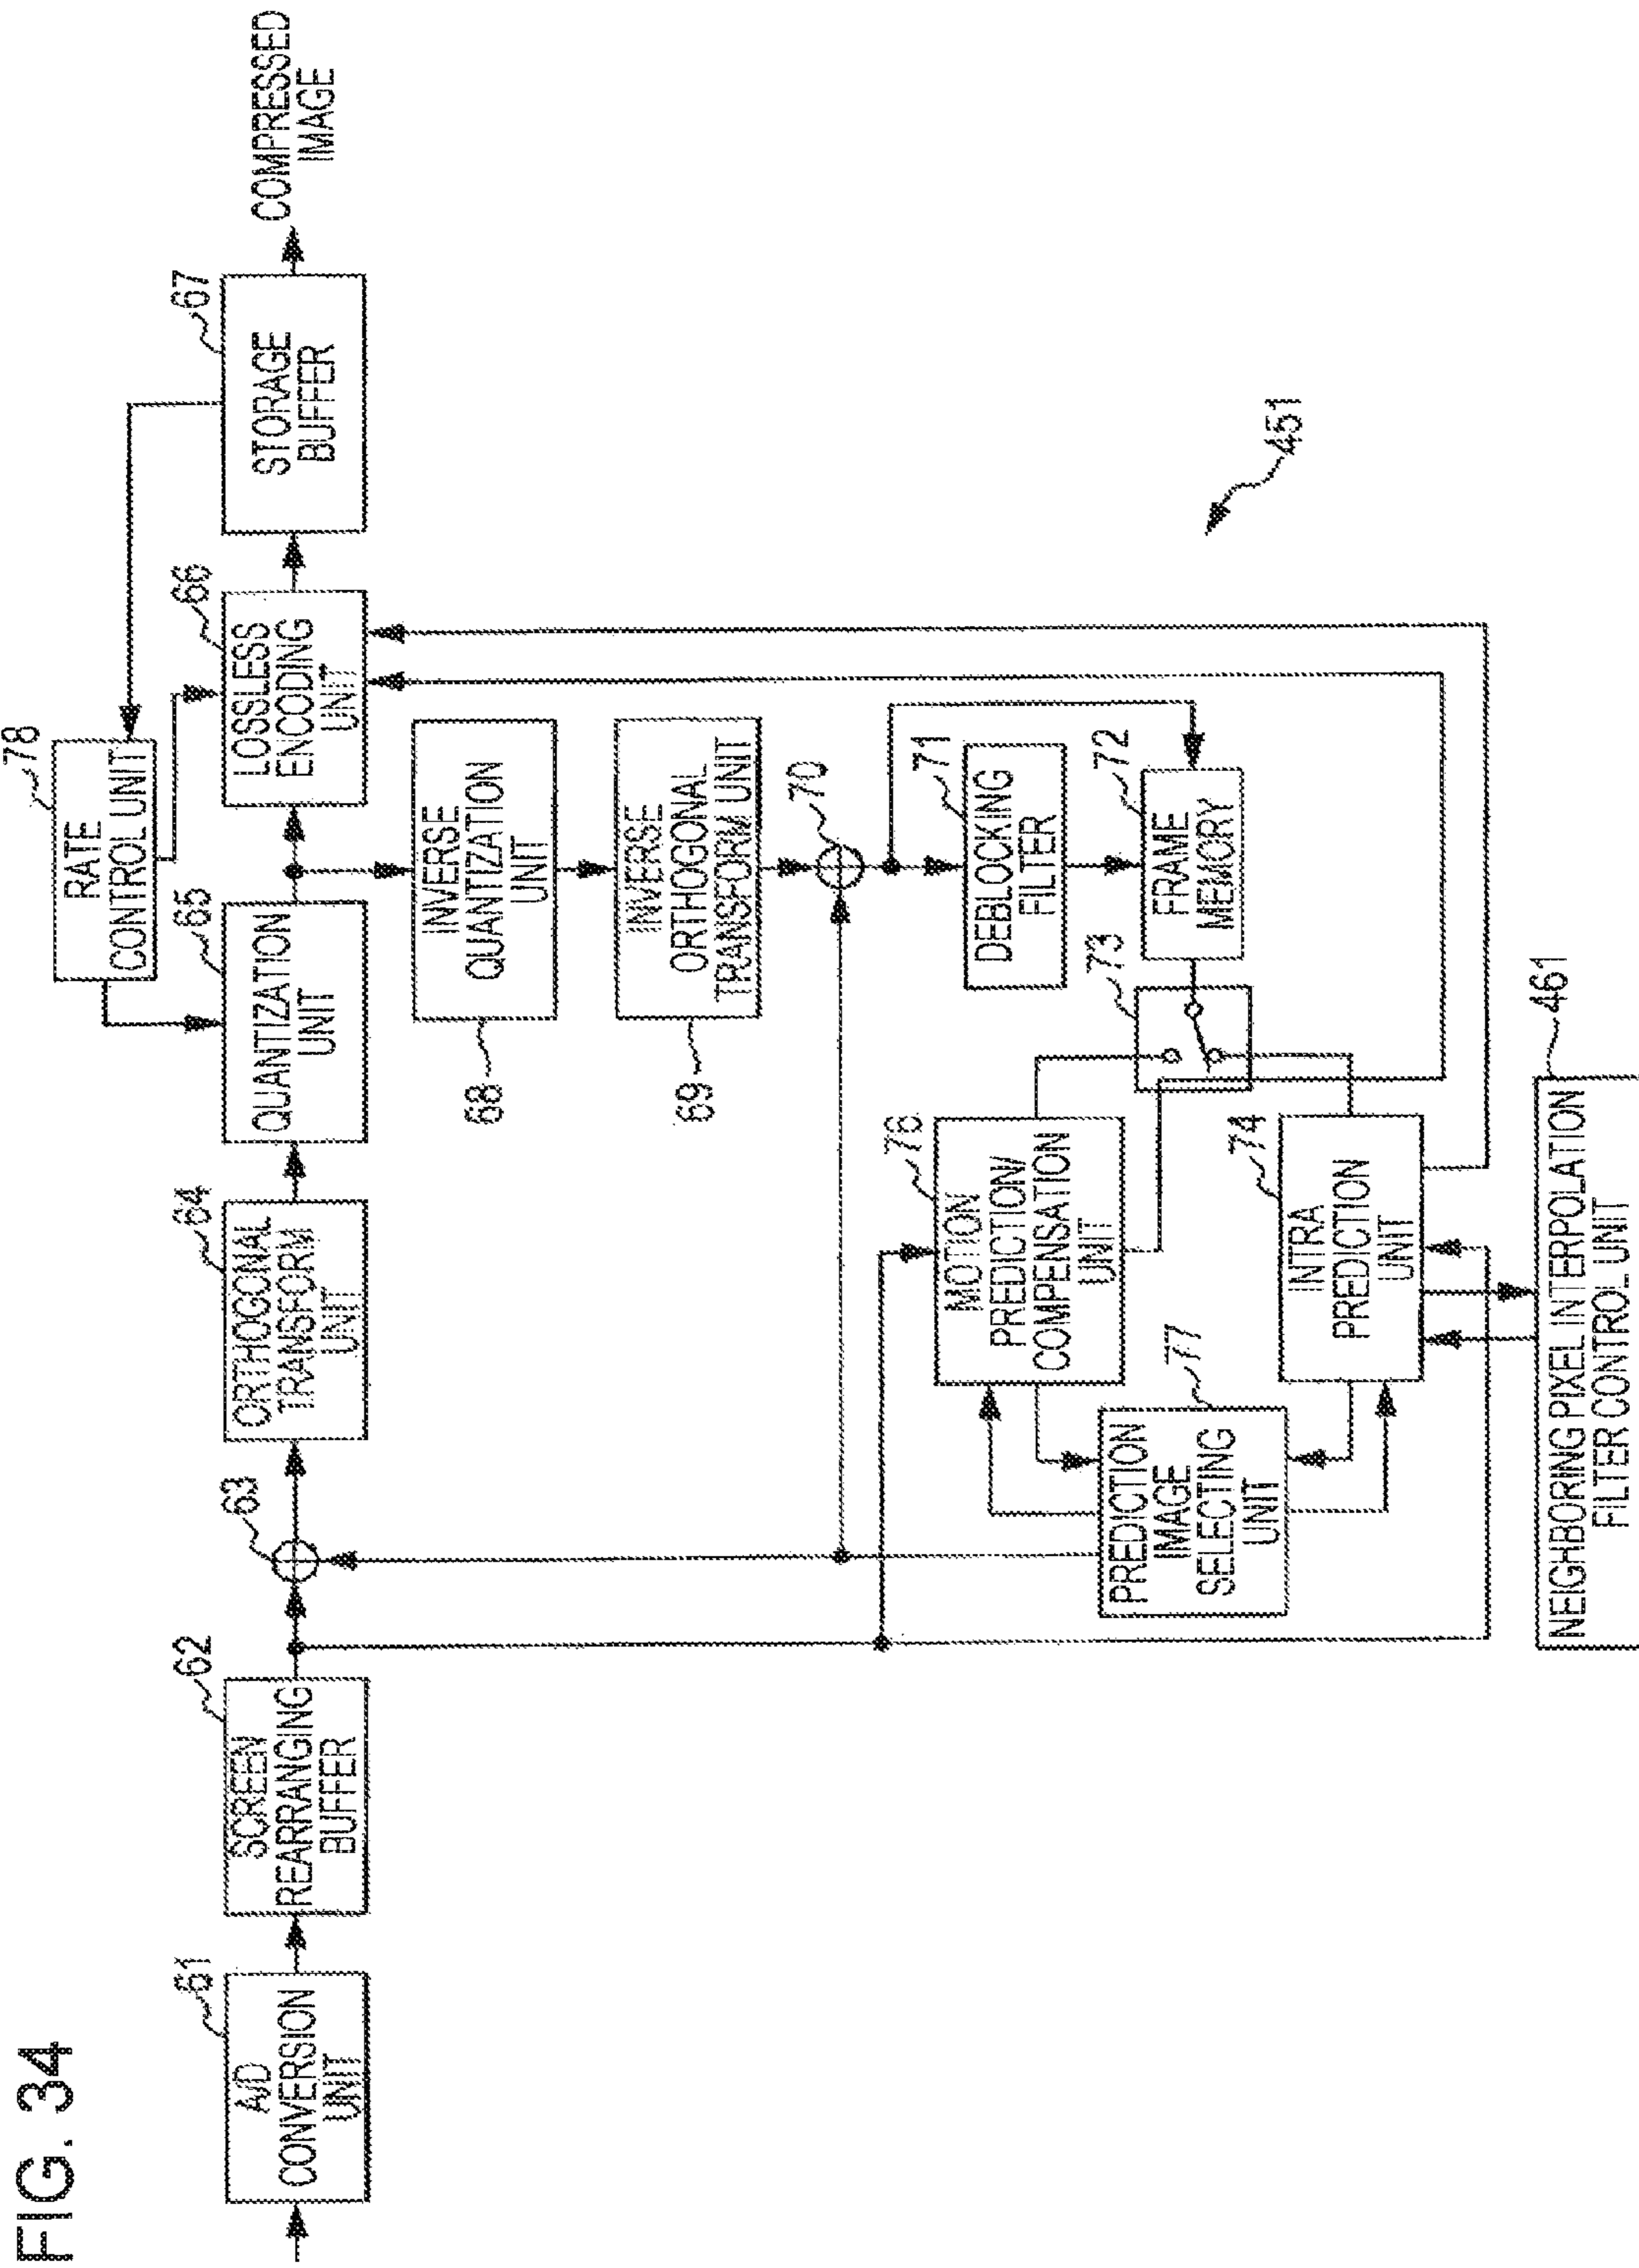 FIG. 34
61
A/D
CONVERSION
UNIT
62
SCREEN
REARRANGING
BUFFER
63
64
ORTHOGONAL
TRANSFORM
UNIT
65
QUANTIZATION
UNIT
78
RATE
CONTROL UNIT
66
LOSSLESS
ENCODING
UNIT
67
STORAGE
BUFFER
COMPRESSED
IMAGE
INVERSE
QUANTIZATION
UNIT
68
INVERSE
ORTHOGONAL
TRANSFORM UNIT
69
70
71
DEBLOCKING
FILTER
72
FRAME
MEMORY
73
76
MOTION
PREDICTION/
COMPENSATION
UNIT
77
PREDICTION
IMAGE
SELECTING
UNIT
74
INTRA
PREDICTION
UNIT
451
461
NEIGHBORING PIXEL INTERPOLATION
FILTER CONTROL UNIT